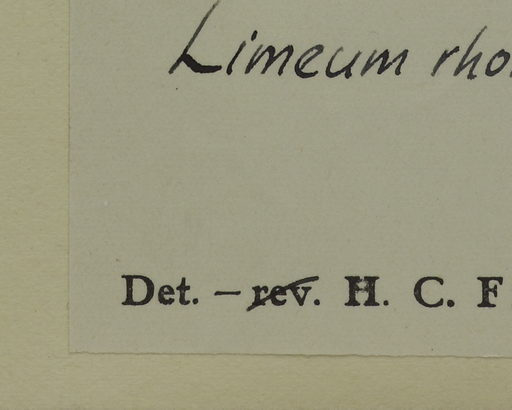 Limeum rho
Det. – rev. H. C. F